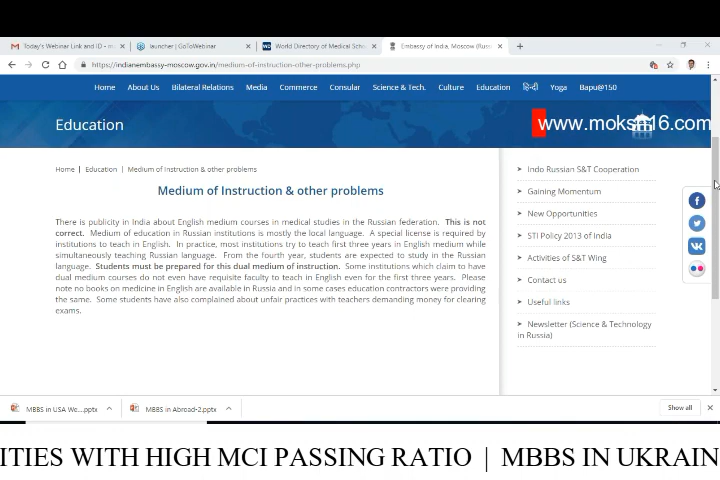 Today's Webinar Link and ID - m
launcher | GoToWebinar
World Directory of Medical Scho
Embassy of India, Moscow (Russ
https://indianembassy-moscow.gov.in/medium-of-instruction-other-problems.php
Home About Us Bilateral Relations Media Commerce Consular Science & Tech. Culture Education हिन्दी Yoga Bapu@150
Education
www.moksh16.com
Home | Education | Medium of Instruction & other problems
Medium of Instruction & other problems
There is publicity in India about English medium courses in medical studies in the Russian federation. This is not
correct. Medium of education in Russian institutions is mostly the local language. A special license is required by
institutions to teach in English. In practice, most institutions try to teach first three years in English medium while
simultaneously teaching Russian language. From the fourth year, students are expected to study in the Russian
language. Students must be prepared for this dual medium of instruction. Some institutions which claim to have
dual medium courses do not even have requisite faculty to teach in English even for the first three years. Please
note no books on medicine in English are available in Russia and in some cases education contractors were providing
the same. Some students have also complained about unfair practices with teachers demanding money for clearing
exams.
Indo Russian S&T Cooperation
Gaining Momentum
New Opportunities
STI Policy 2013 of India
Activities of S&T Wing
Contact us
Useful links
Newsletter (Science & Technology
in Russia)
MBBS in USA We....pptx
MBBS in Abroad-2.pptx
Show all
ITIES WITH HIGH MCI PASSING RATIO | MBBS IN UKRAIN